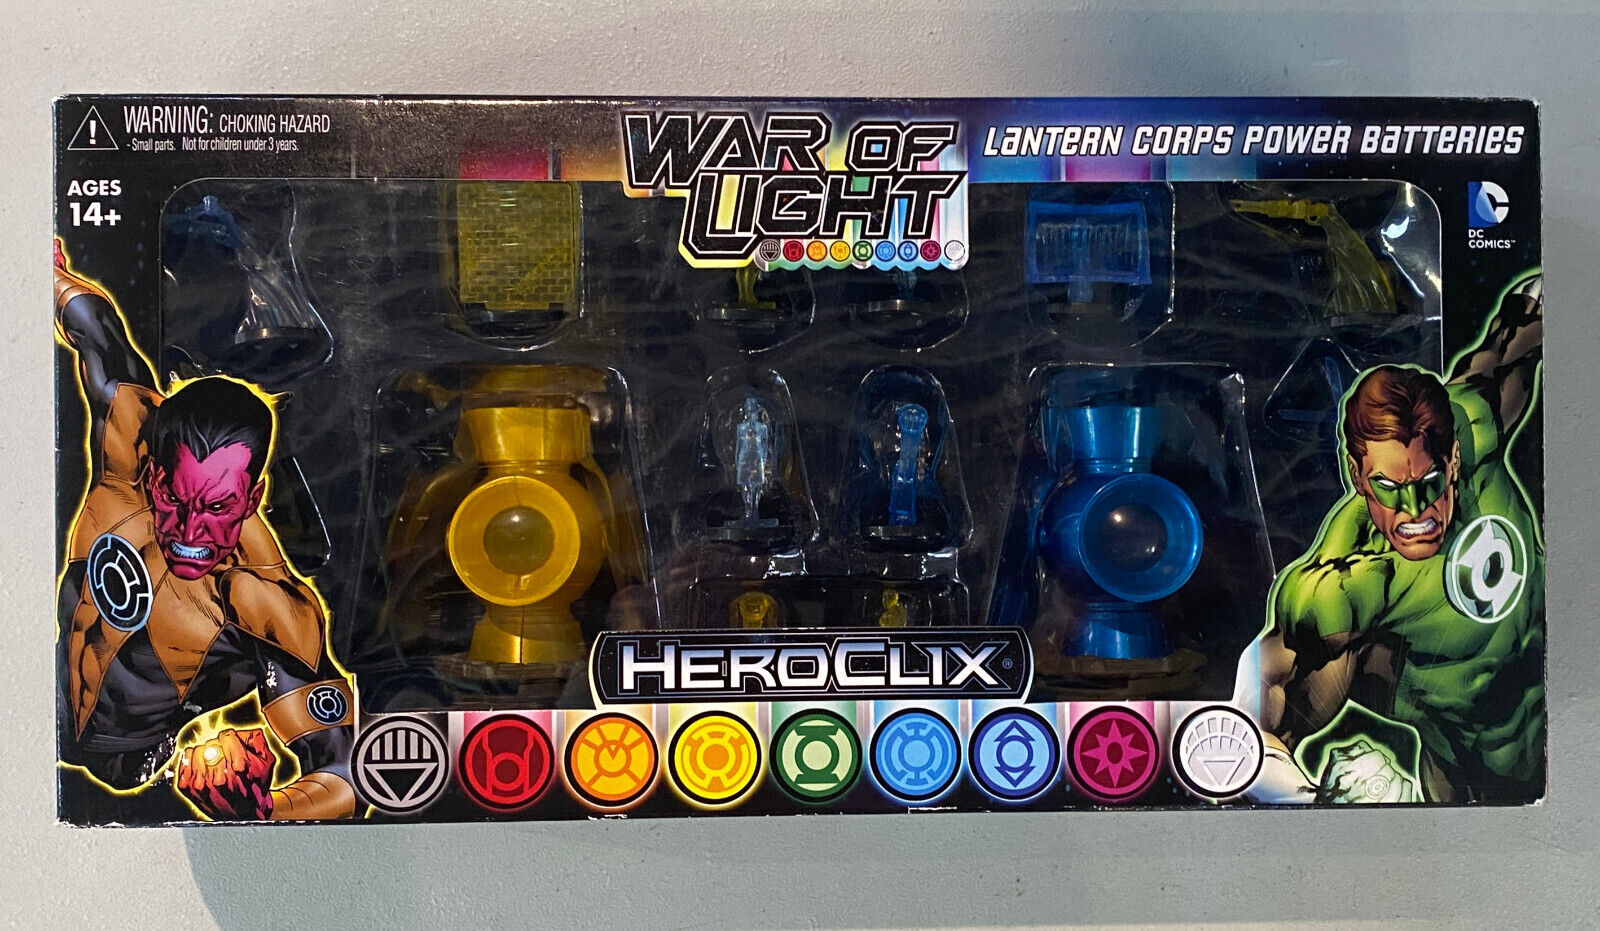 WARNING: CHOKING HAZARD
- Small parts. Not for children under 3 years.
AGES
14+
WAR OF
LIGHT
LANTERN CORPS POWER BATTERIES
DC
DC
COMICS™
HEROCLIX®